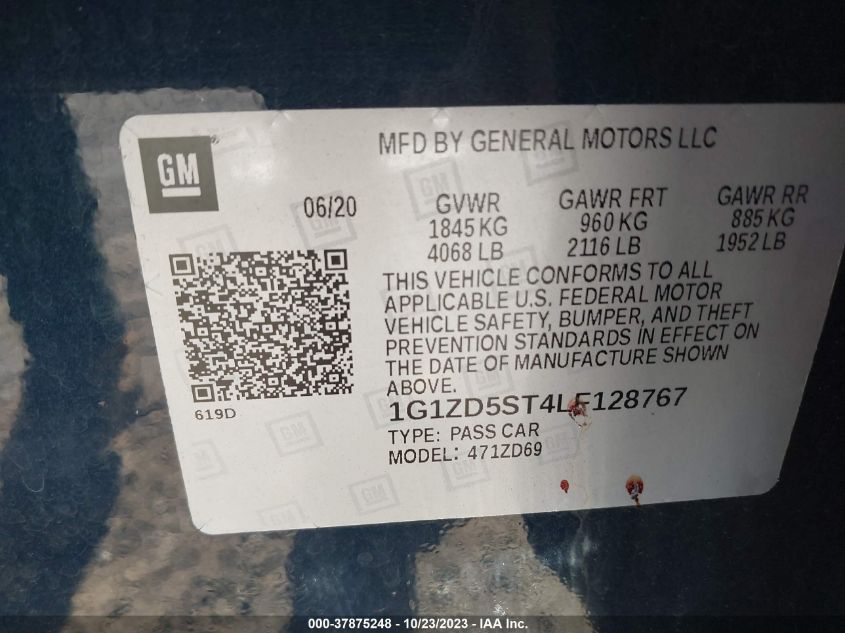 MFD BY GENERAL MOTORS LLC
GM
06/20
GVWR
1845 KG
4068 LB
GAWR FRT
960 KG
2116 LB
GAWR RR
885 KG
1952 LB
THIS VEHICLE CONFORMS TO ALL
APPLICABLE U.S. FEDERAL MOTOR
VEHICLE SAFETY, BUMPER, AND THEFT
PREVENTION STANDARDS IN EFFECT ON
THE DATE OF MANUFACTURE SHOWN
ABOVE.
619D
1G1ZD5ST4LF128767
TYPE: PASS CAR
MODEL: 471ZD69
000-37875248 - 10/23/2023 - IAA Inc.